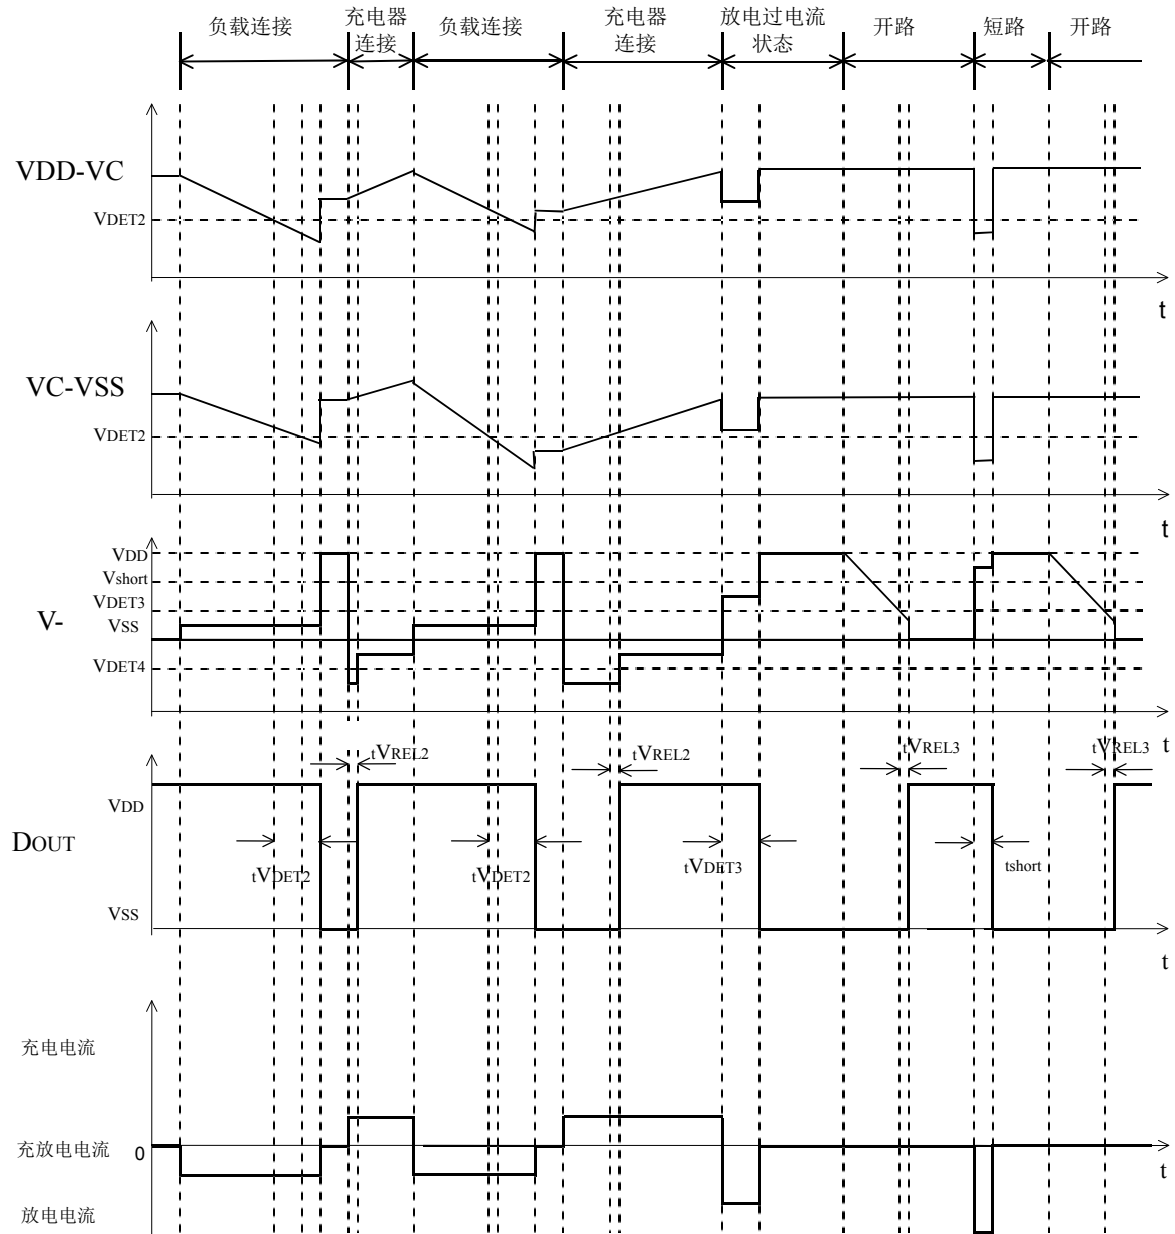 负载连接
充电器
连接
负载连接
充电器
连接
放电过电流
状态
开路
短路
开路
VDD-VC
VDET2
t
VC-VSS
VDET2
t
V-
VDD
Vshort
VDET3
VSS
VDET4
t
DOUT
VDD
VSS
tVREL2
tVREL2
tVREL3
tVREL3
tVDET2
tVDET2
tVDET3
tshort
t
充电电流
充放电电流
0
t
放电电流